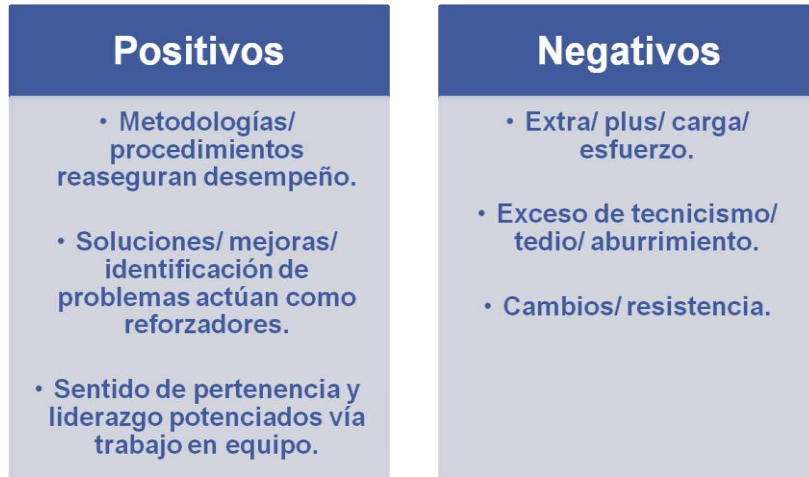 Positivos
• Metodologías/
procedimientos
reaseguran desempeño.
• Soluciones/ mejoras/
identificación de
problemas actúan como
reforzadores.
• Sentido de pertenencia y
liderazgo potenciados vía
trabajo en equipo.
Negativos
• Extra/ plus/ carga/
esfuerzo.
• Exceso de tecnicismo/
tedio/ aburrimiento.
• Cambios/ resistencia.